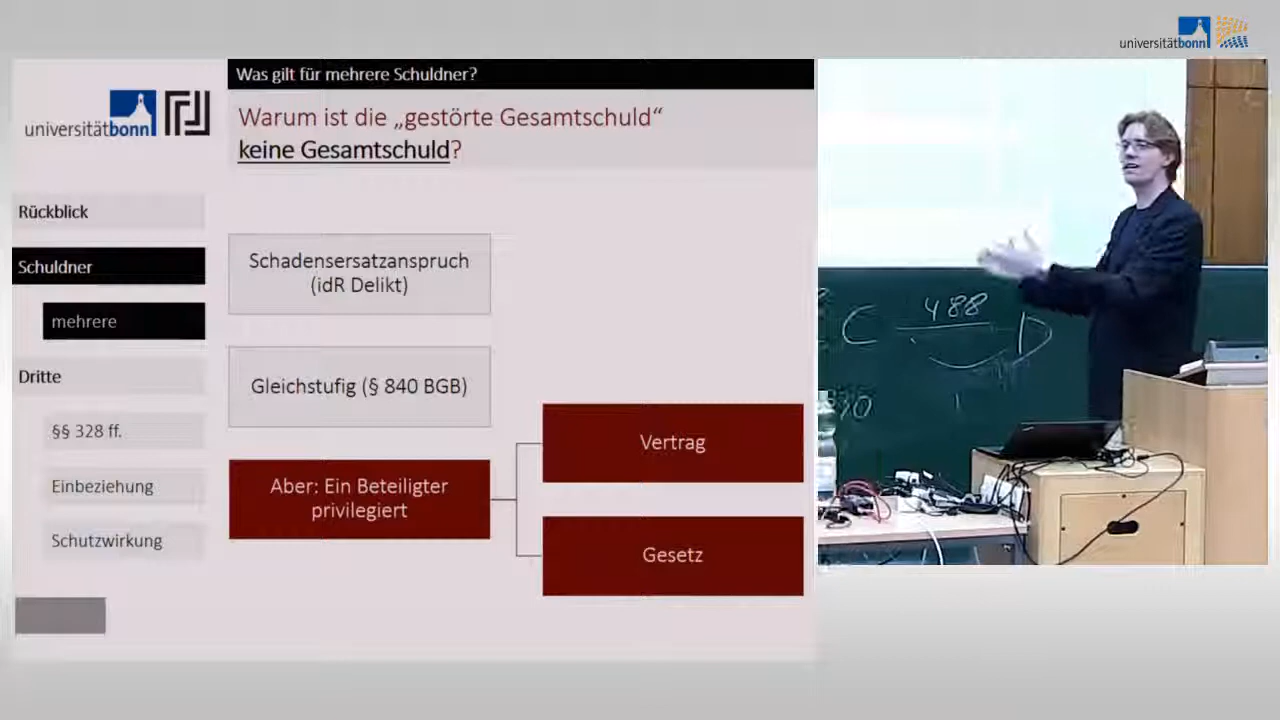 universitätbonn
Was gilt für mehrere Schuldner?
universitätbonn
Warum ist die „gestörte Gesamtschuld“
keine Gesamtschuld?
Rückblick
Schuldner
mehrere
Dritte
§§ 328 ff.
Einbeziehung
Schutzwirkung
Schadensersatzanspruch
(idR Delikt)
Gleichstufig (§ 840 BGB)
Aber: Ein Beteiligter
privilegiert
Vertrag
Gesetz
C 488 D